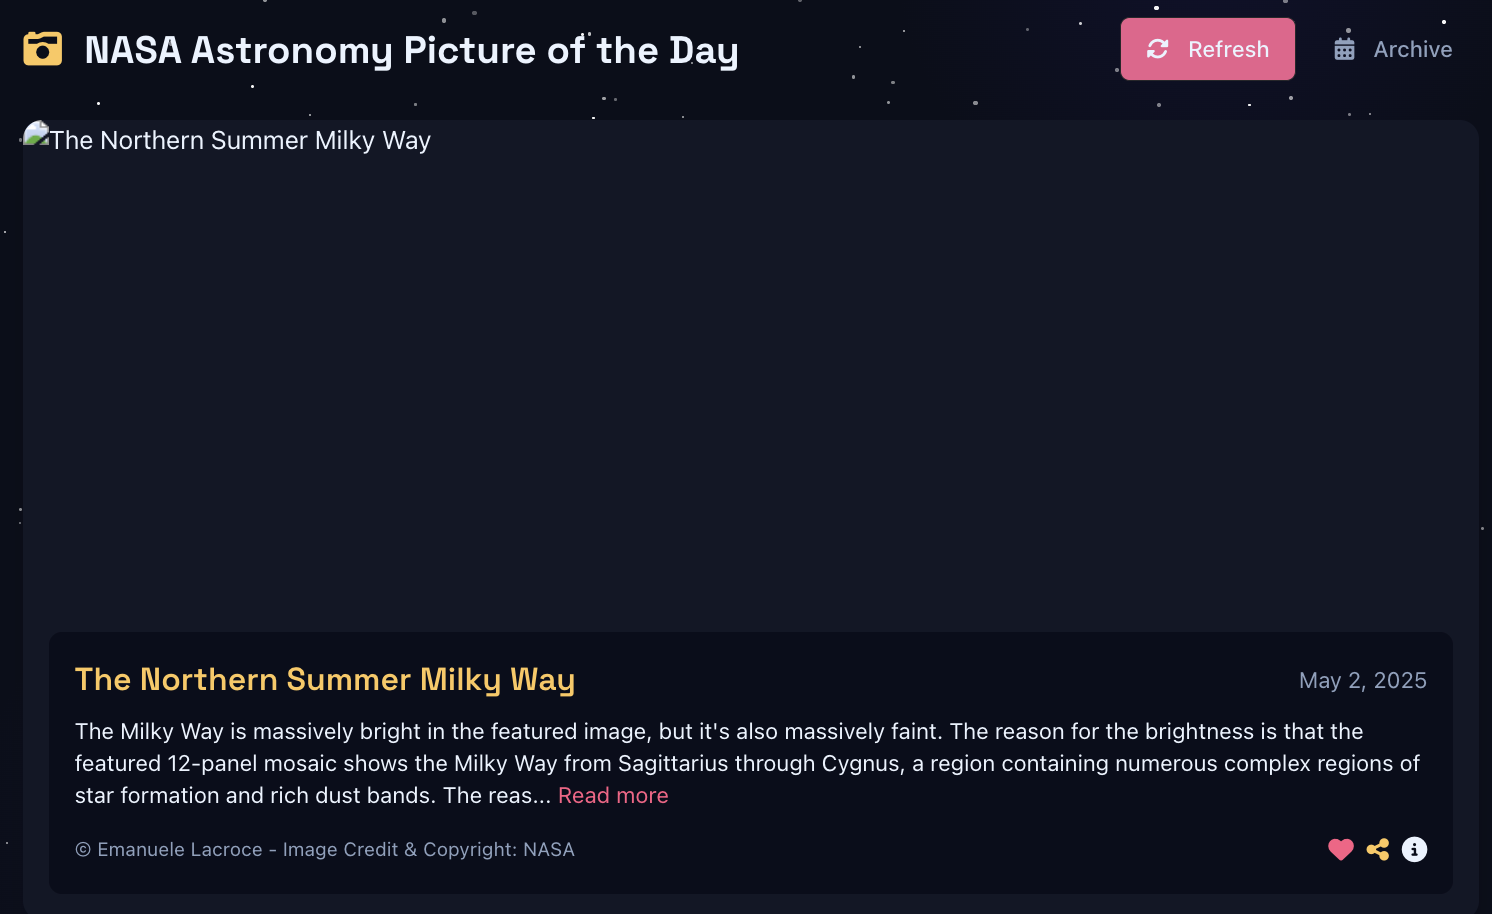 NASA Astronomy Picture of the Day
Refresh
Archive
The Northern Summer Milky Way
The Northern Summer Milky Way
May 2, 2025
The Milky Way is massively bright in the featured image, but it's also massively faint. The reason for the brightness is that the
featured 12-panel mosaic shows the Milky Way from Sagittarius through Cygnus, a region containing numerous complex regions of
star formation and rich dust bands. The reas... Read more
© Emanuele Lacroce - Image Credit & Copyright: NASA